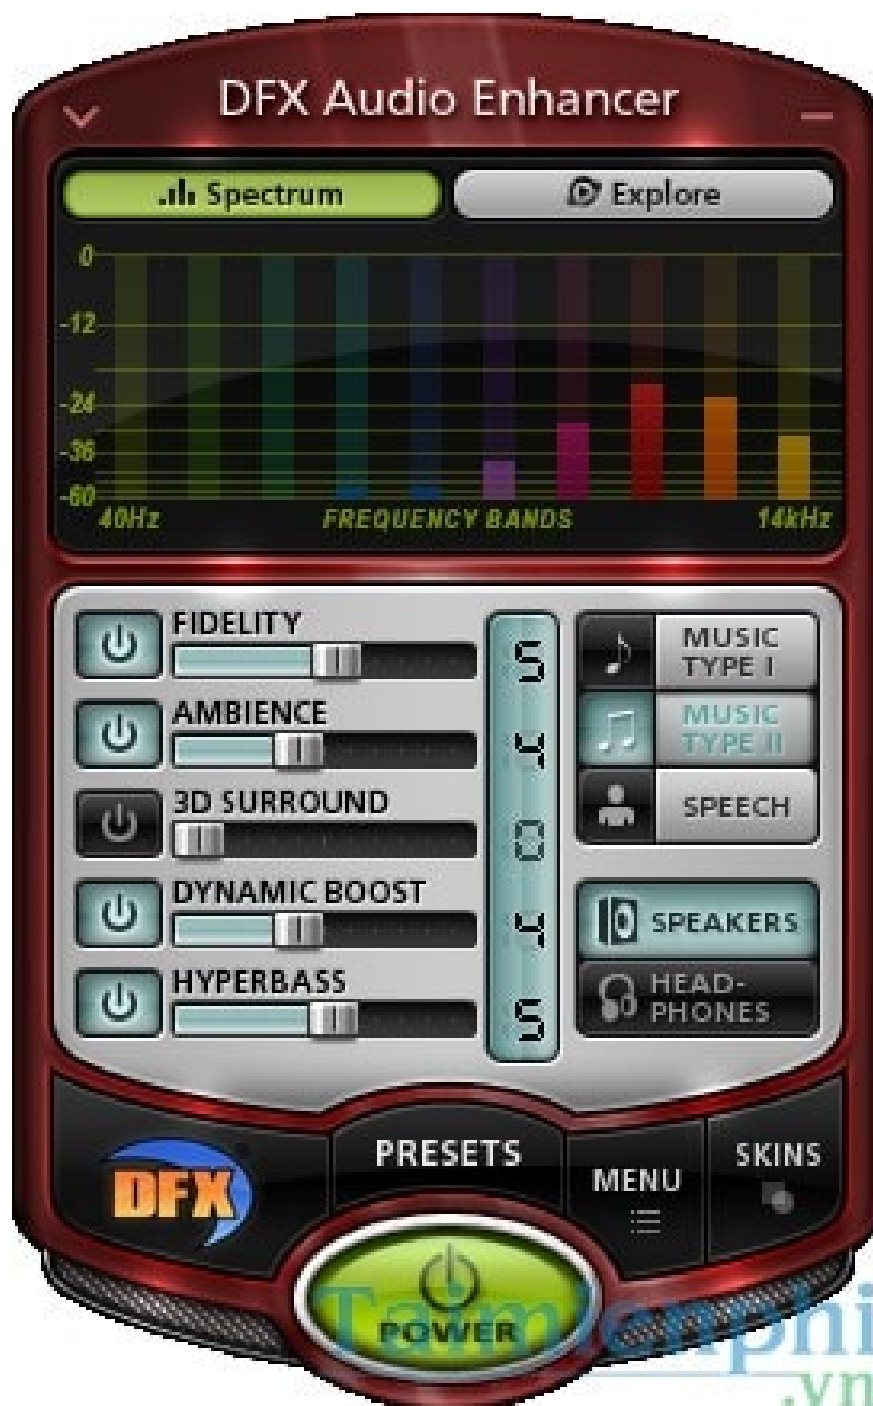 DFX Audio Enhancer
Spectrum
Explore
0
-12
-24
-36
-60
40Hz
FREQUENCY BANDS
14kHz
FIDELITY
5
AMBIENCE
4
3D SURROUND
0
DYNAMIC BOOST
4
HYPERBASS
5
MUSIC
TYPE I
MUSIC
TYPE II
SPEECH
SPEAKERS
HEAD-
PHONES
DFX
PRESETS
MENU
SKINS
POWER
Taimienphi
.vn